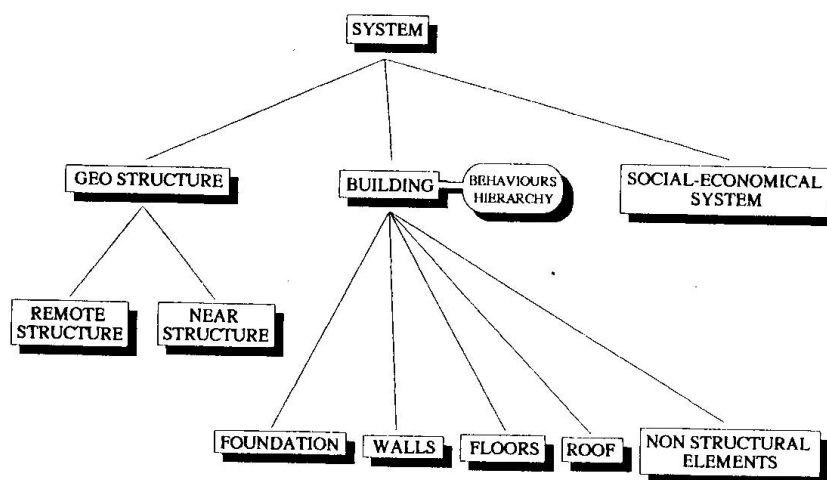 SYSTEM
GEO STRUCTURE
BUILDING
BEHAVIOURS
HIERARCHY
SOCIAL-ECONOMICAL
SYSTEM
REMOTE
STRUCTURE
NEAR
STRUCTURE
FOUNDATION
WALLS
FLOORS
ROOF
NON STRUCTURAL
ELEMENTS